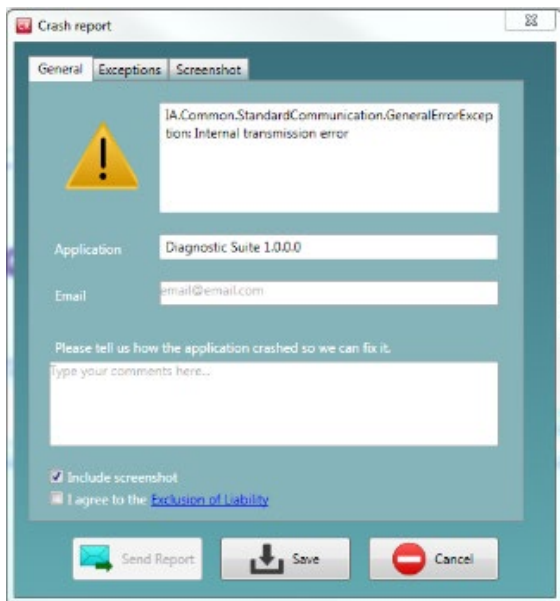 Crash report
General Exceptions Screenshot
IA.Common.StandardCommunication.GeneralErrorExcep
tion: Internal transmission error
Application Diagnostic Suite 1.0.0.0
Email email@email.com
Please tell us how the application crashed so we can fix it.
Type your comments here...
Include screenshot
I agree to the Exclusion of Liability
Send Report Save Cancel